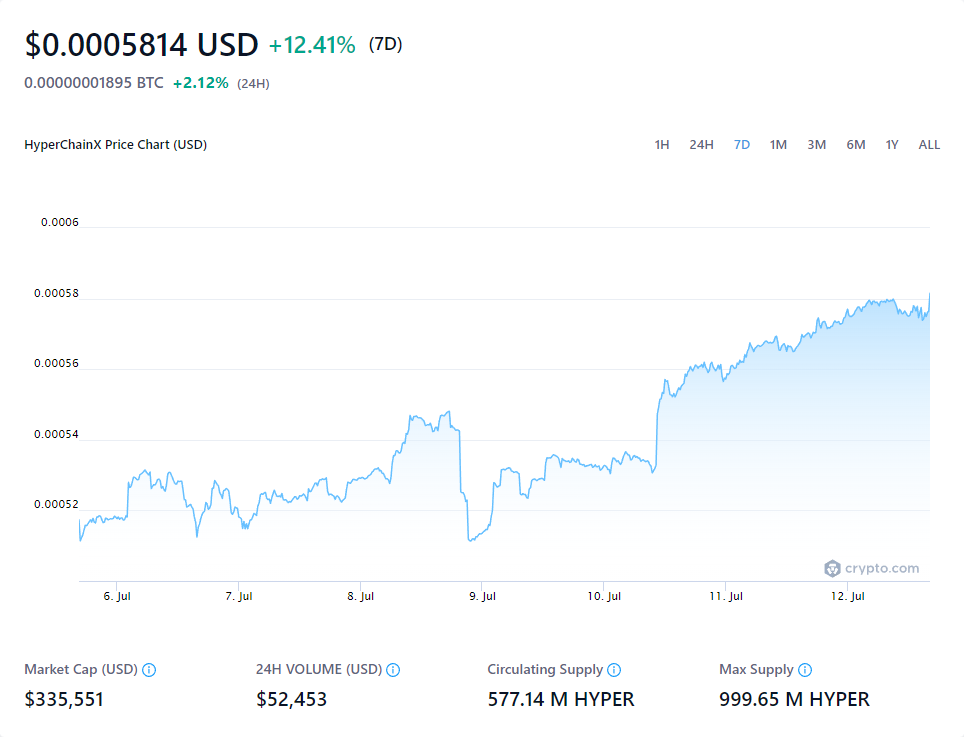 $0.0005814 USD +12.41% (7D)
0.00000001895 BTC +2.12% (24H)
HyperChainX Price Chart (USD) 1H 24H 7D 1M 3M 6M 1Y ALL
0.0006
0.00058
0.00056
0.00054
0.00052
crypto.com
6. Jul 7. Jul 8. Jul 9. Jul 10. Jul 11. Jul 12. Jul
Market Cap (USD) 24H VOLUME (USD) Circulating Supply Max Supply
$335,551 $52,453 577.14 M HYPER 999.65 M HYPER